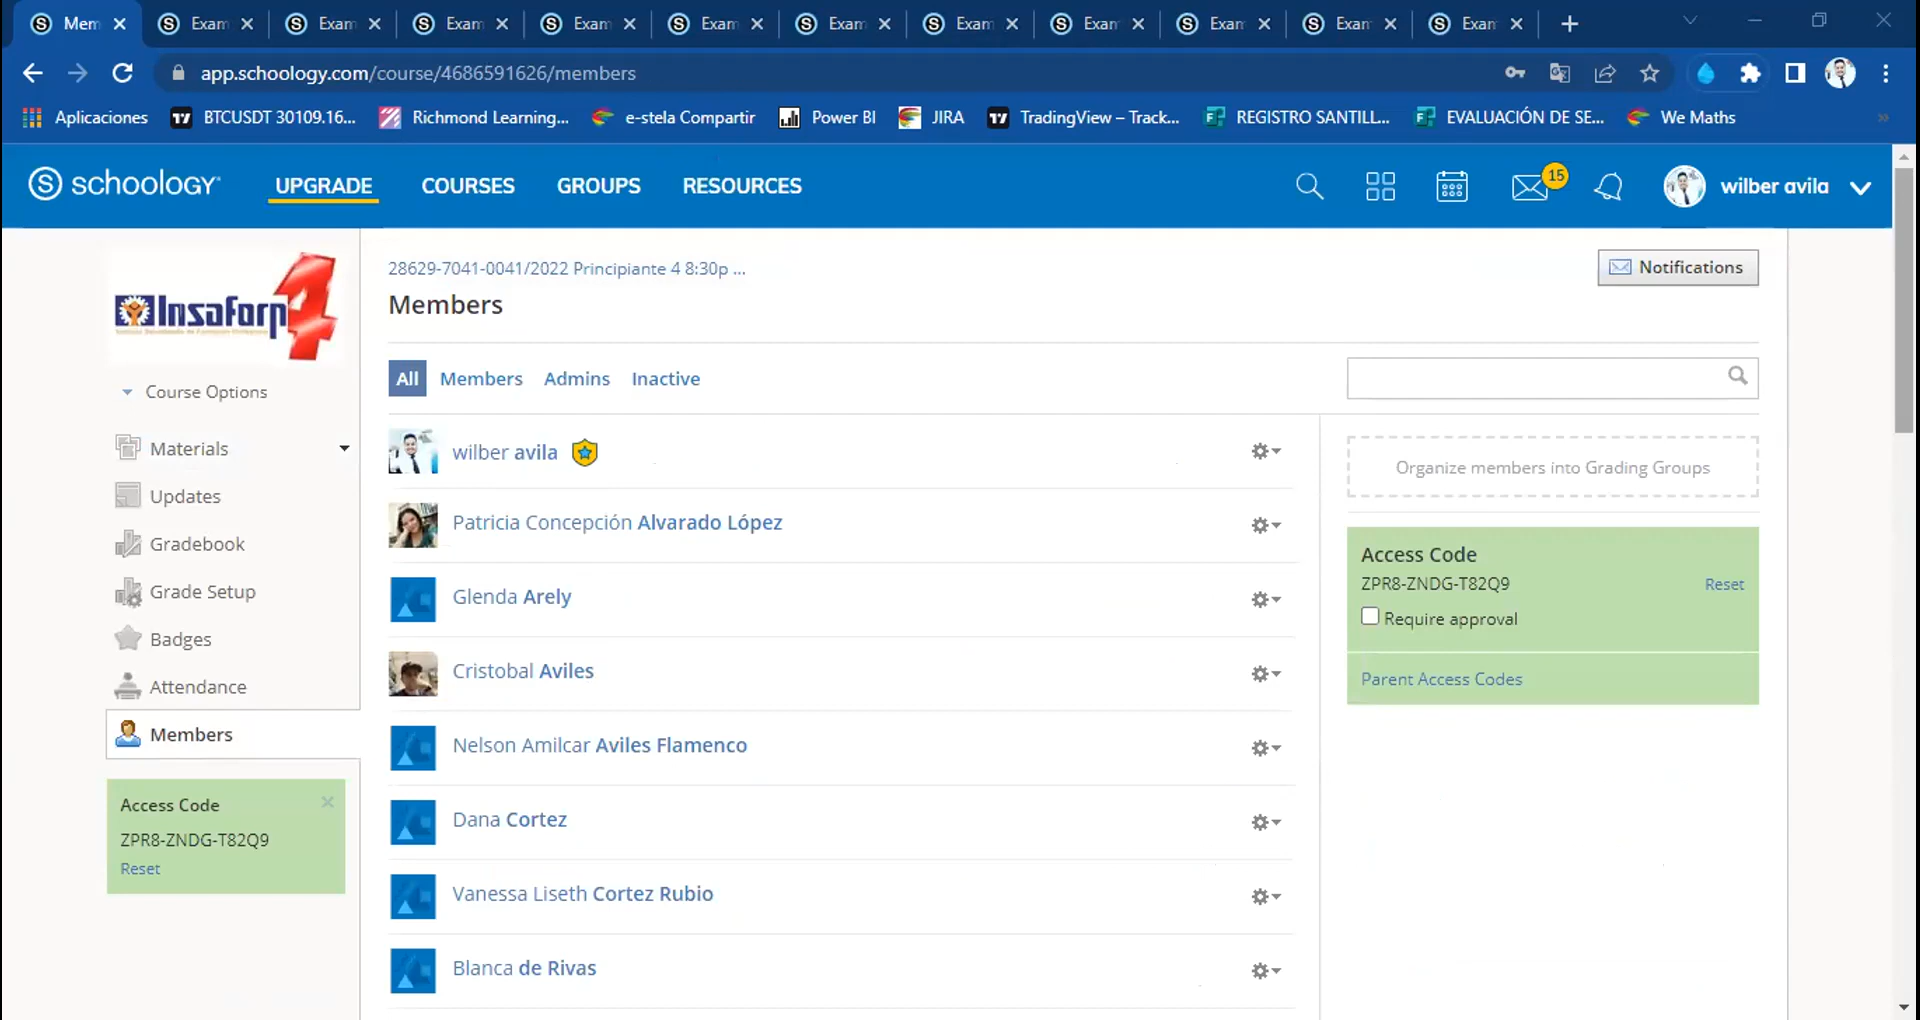 Mem
Exam
Exam
Exam
Exam
Exam
Exam
Exam
Exam
Exam
Exam
Exam
app.schoology.com/course/4686591626/members
Aplicaciones
BTCUSDT 30109.16...
Richmond Learning...
e-stela Compartir
Power BI
JIRA
TradingView – Track...
REGISTRO SANTILL...
EVALUACIÓN DE SE...
We Maths
schoology
UPGRADE
COURSES
GROUPS
RESOURCES
15
wilber avila
Insaforp
4
Course Options
Materials
Updates
Gradebook
Grade Setup
Badges
Attendance
Members
Access Code
ZPR8-ZNDG-T82Q9
Reset
28629-7041-0041/2022 Principiante 4 8:30p ...
Members
Notifications
All
Members
Admins
Inactive
wilber avila
Patricia Concepción Alvarado López
Glenda Arely
Cristobal Aviles
Nelson Amilcar Aviles Flamenco
Dana Cortez
Vanessa Liseth Cortez Rubio
Blanca de Rivas
Organize members into Grading Groups
Access Code
ZPR8-ZNDG-T82Q9
Reset
Require approval
Parent Access Codes